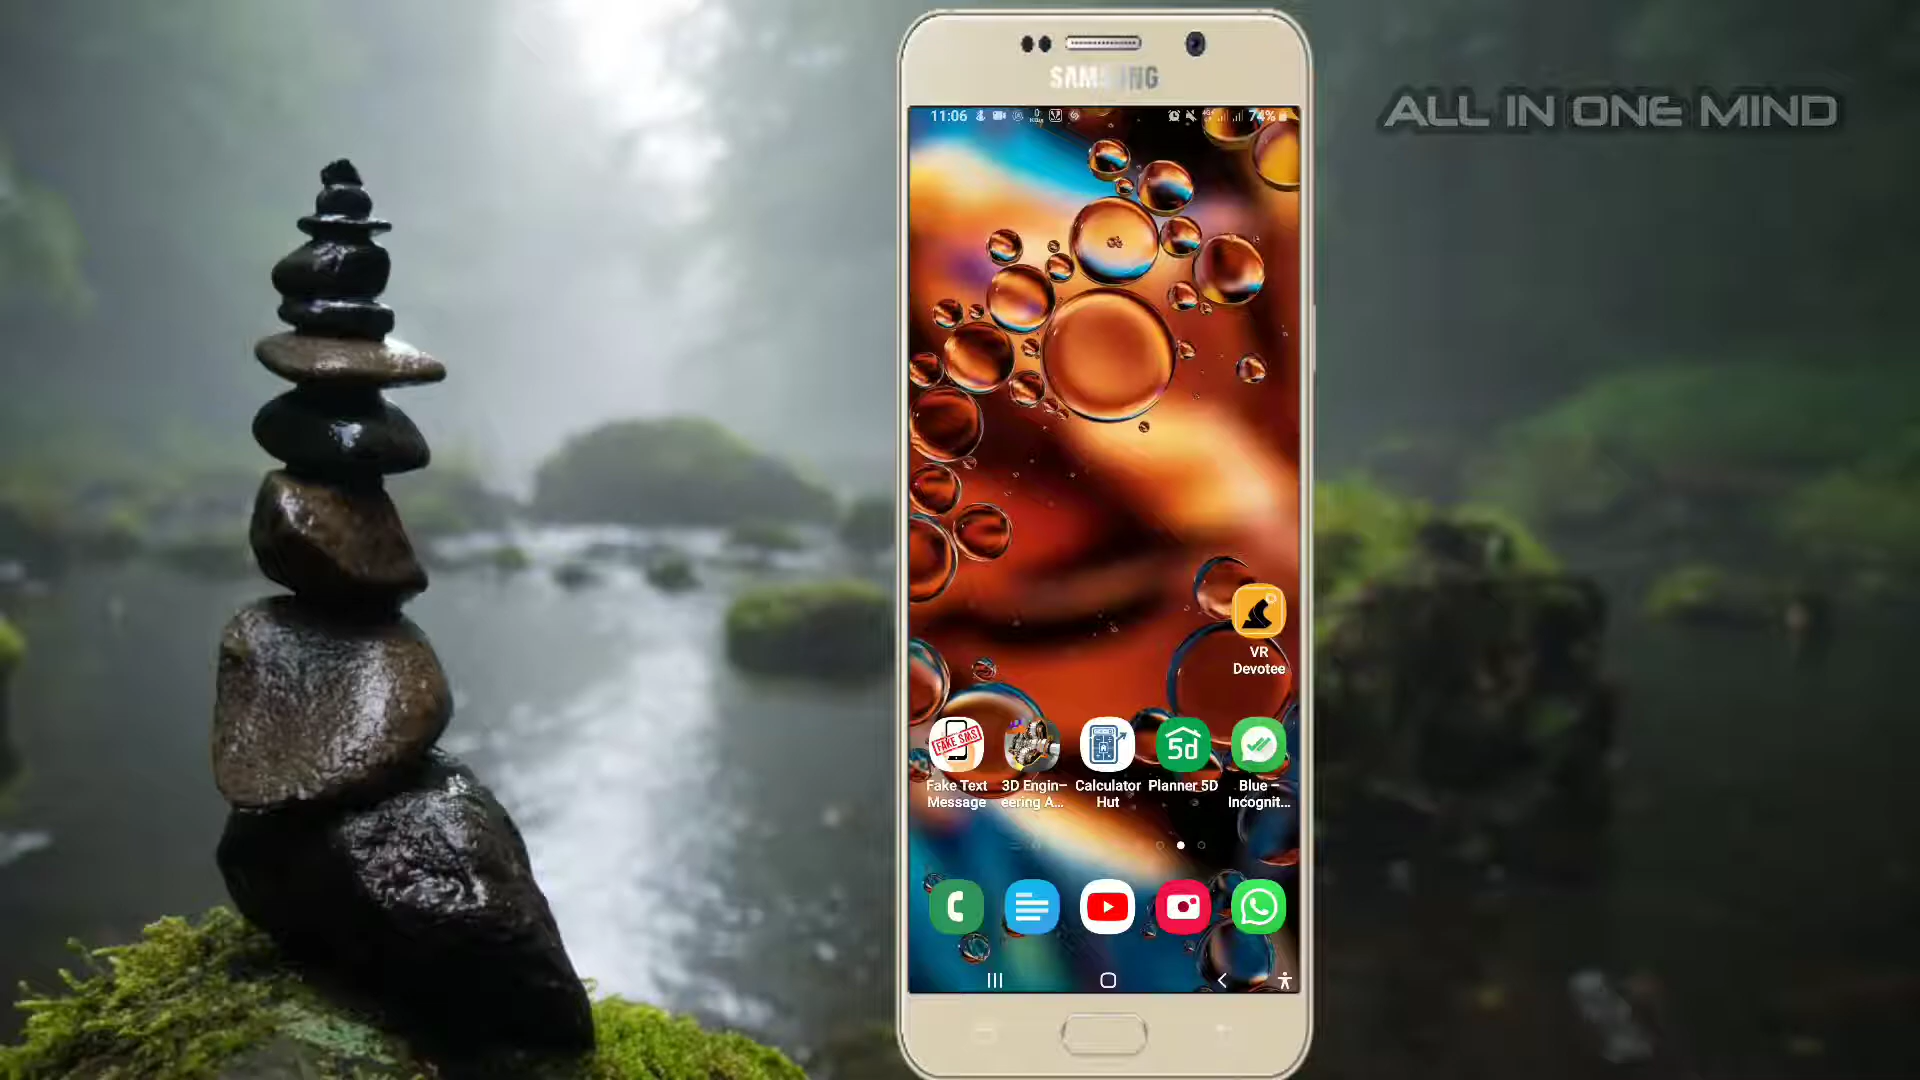 SAMSUNG
ALL IN ONE MIND
11:06
74%
VR
Devotee
FAKE SMS
5d
Fake Text
Message
3D Engin-
eering A...
Calculator
Hut
Planner 5D
Blue –
Incognit...